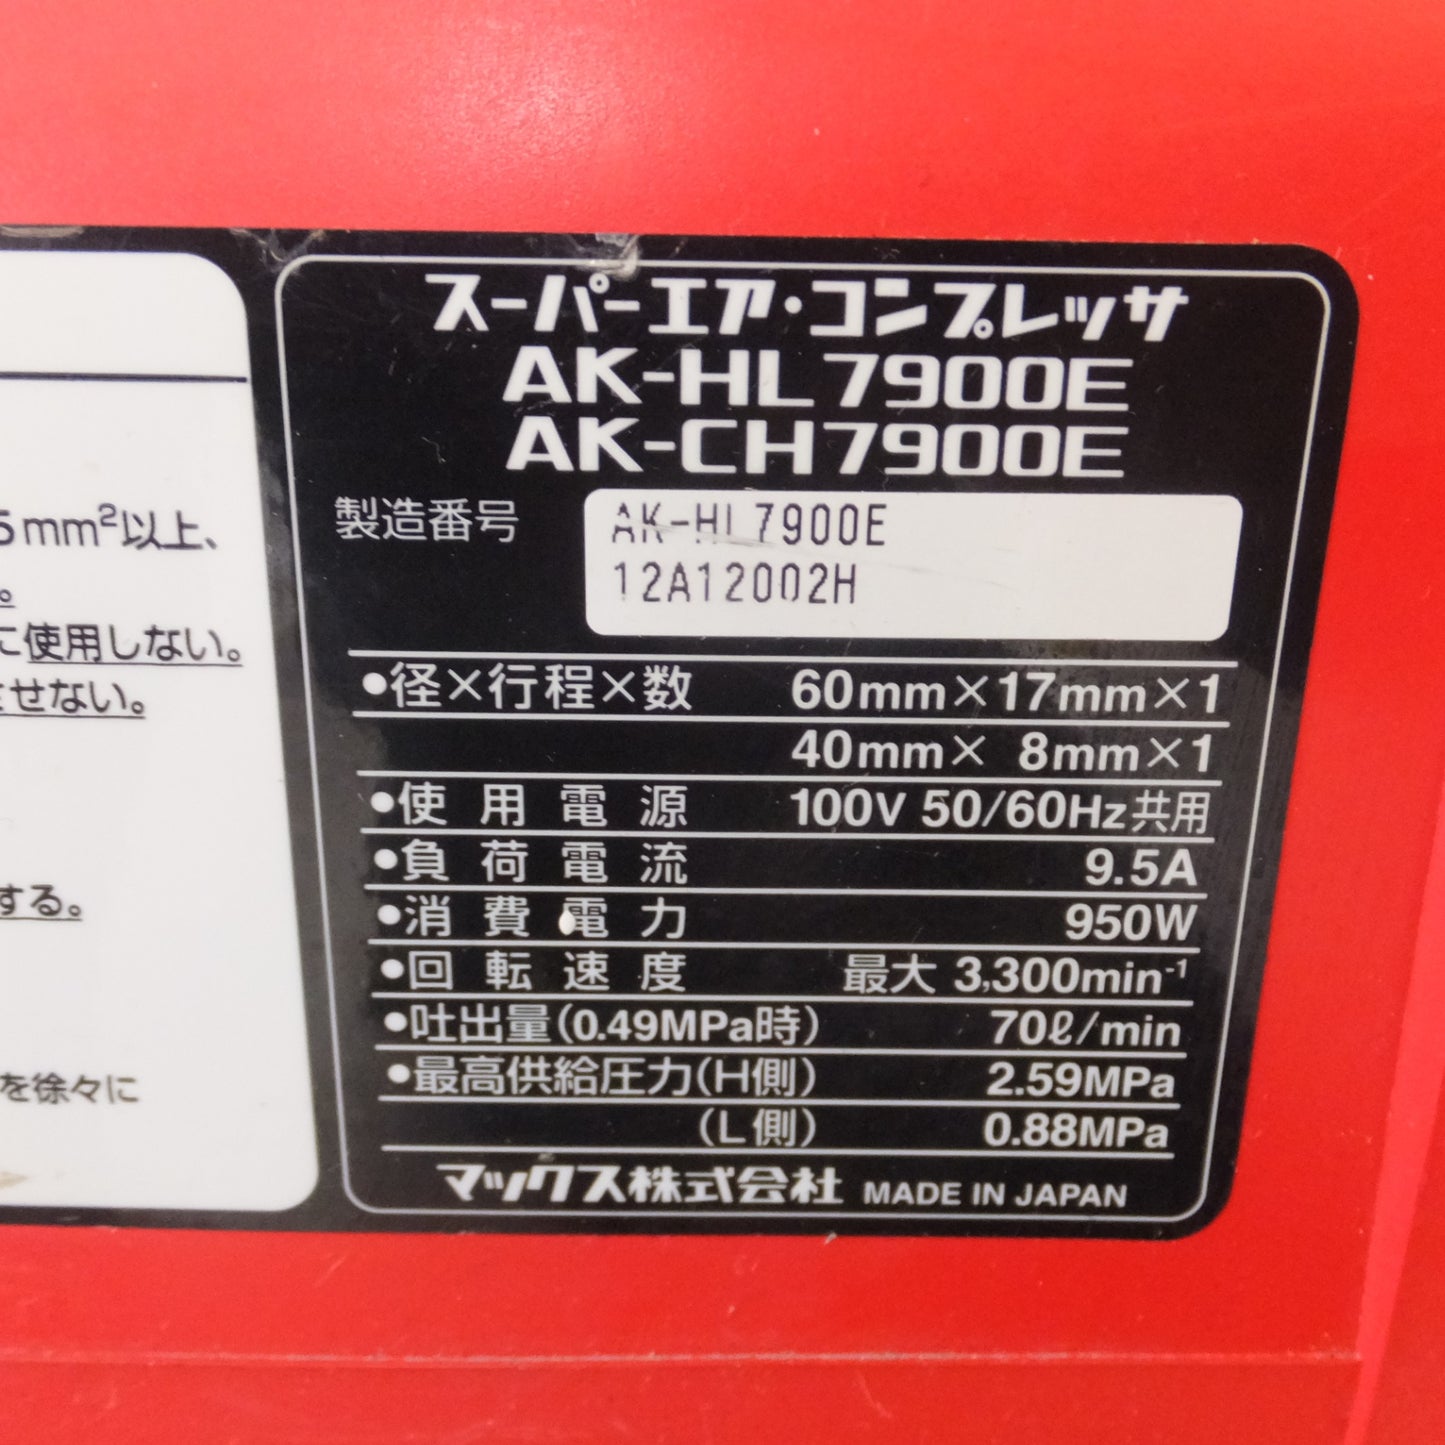 5mm²以上、
。
に使用しない。
させない。
する。
を徐々に
スーパーエア・コンプレッサ
AK-HL7900E
AK-CH7900E
製造番号 AK-HL7900E
12A12002H
●径×行程×数 60mm×17mm×1
40mm× 8mm×1
●使用電源 100V 50/60Hz共用
●負荷電流 9.5A
●消費電力 950W
●回転速度 最大 3,300min⁻¹
●吐出量(0.49MPa時) 70ℓ/min
●最高供給圧力(H側) 2.59MPa
(L側) 0.88MPa
マックス株式会社 MADE IN JAPAN